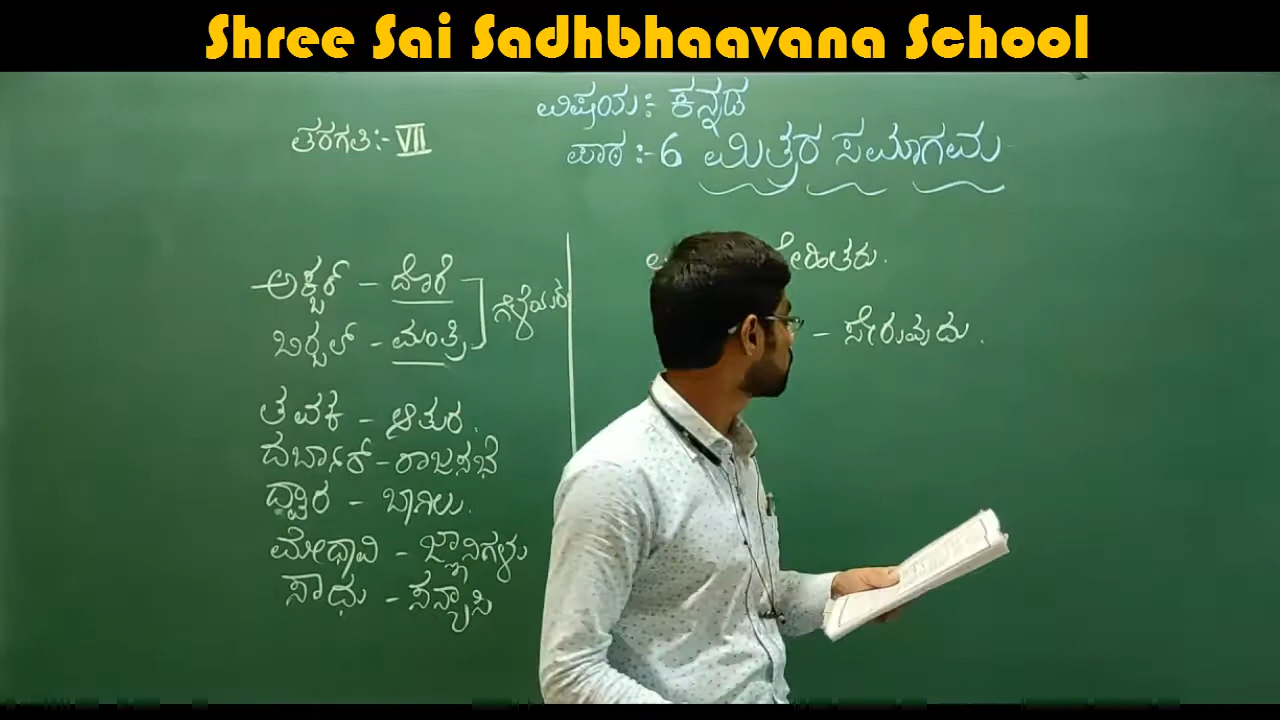 Shree Sai Sadhbhaavana School
ವಿಷಯ:- ಕನ್ನಡ
ತರಗತಿ:- VII
ಪಾಠ:-6 ಮಿತ್ರರ ಸಮಾಗಮ
ಅಕ್ಬರ್ - ದೊರೆ
ಬೀರ್ಬಲ್ - ಮಂತ್ರಿ
ಗೆಳೆಯರು
ತವಕ - ಆತುರ.
ದರ್ಬಾರ್ - ರಾಜಸಭೆ
ದ್ವಾರ - ಬಾಗಿಲು.
ಮೇಧಾವಿ - ಜ್ಞಾನಿಗಳು
ಸಾಧು - ಸನ್ಯಾಸಿ
- ಸೇರುವುದು.